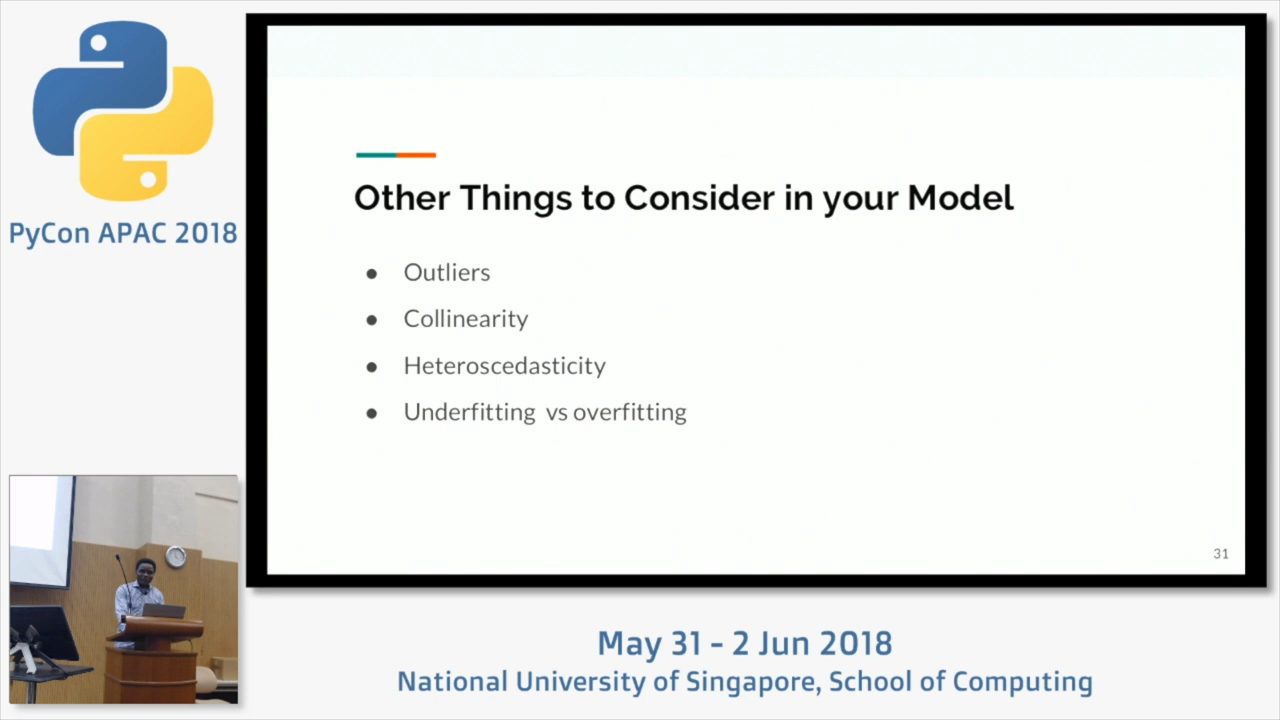 PyCon APAC 2018
Other Things to Consider in your Model
● Outliers
● Collinearity
● Heteroscedasticity
● Underfitting vs overfitting
31
May 31 - 2 Jun 2018
National University of Singapore, School of Computing